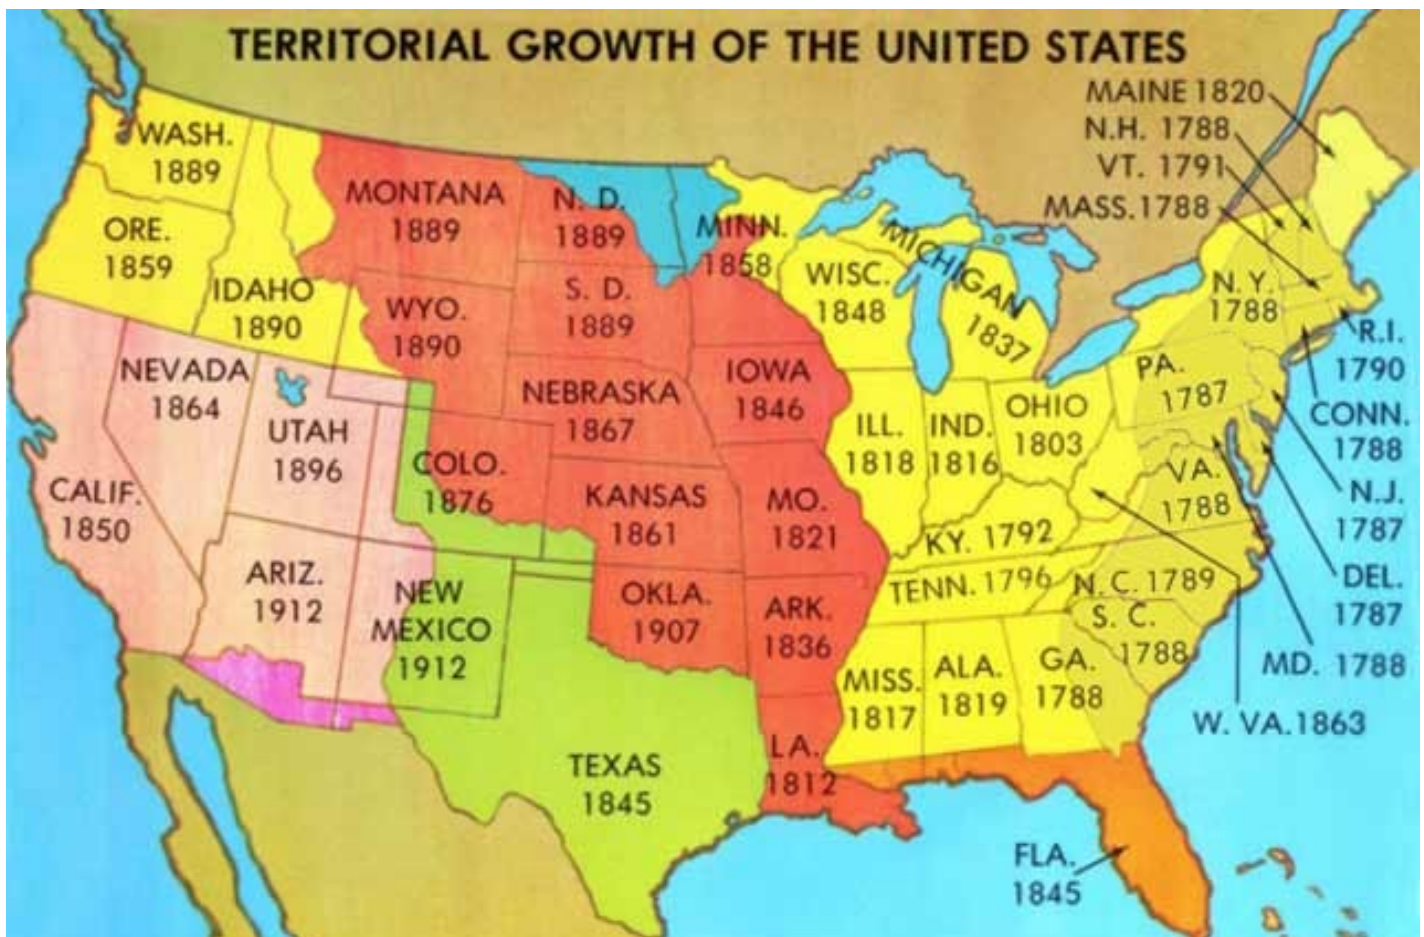 TERRITORIAL GROWTH OF THE UNITED STATES
MAINE 1820
N.H. 1788
VT. 1791
MASS. 1788
WASH.
1889
ORE.
1859
IDAHO
1890
MONTANA
1889
N. D.
1889
MINN.
1858
WISC.
1848
MICHIGAN
1837
N.Y.
1788
R.I.
1790
CONN.
1788
N.J.
1787
DEL.
1787
MD. 1788
W. VA. 1863
WYO.
1890
S. D.
1889
NEBRASKA
1867
IOWA
1846
ILL.
1818
IND.
1816
OHIO
1803
PA.
1787
VA.
1788
NEVADA
1864
UTAH
1896
CALIF.
1850
COLO.
1876
KANSAS
1861
MO.
1821
KY. 1792
TENN. 1796
N. C. 1789
S. C.
1788
ARIZ.
1912
NEW
MEXICO
1912
OKLA.
1907
ARK.
1836
MISS.
1817
ALA.
1819
GA.
1788
TEXAS
1845
LA.
1812
FLA.
1845